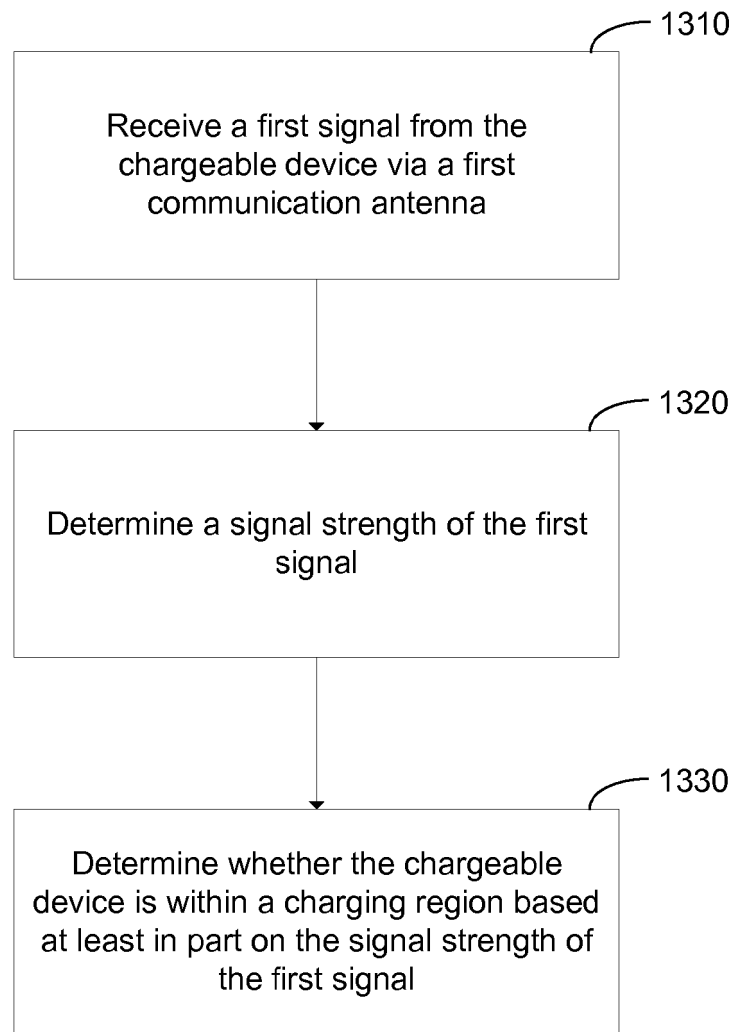 1310
Receive a first signal from the
chargeable device via a first
communication antenna
1320
Determine a signal strength of the first
signal
1330
Determine whether the chargeable
device is within a charging region based
at least in part on the signal strength of
the first signal